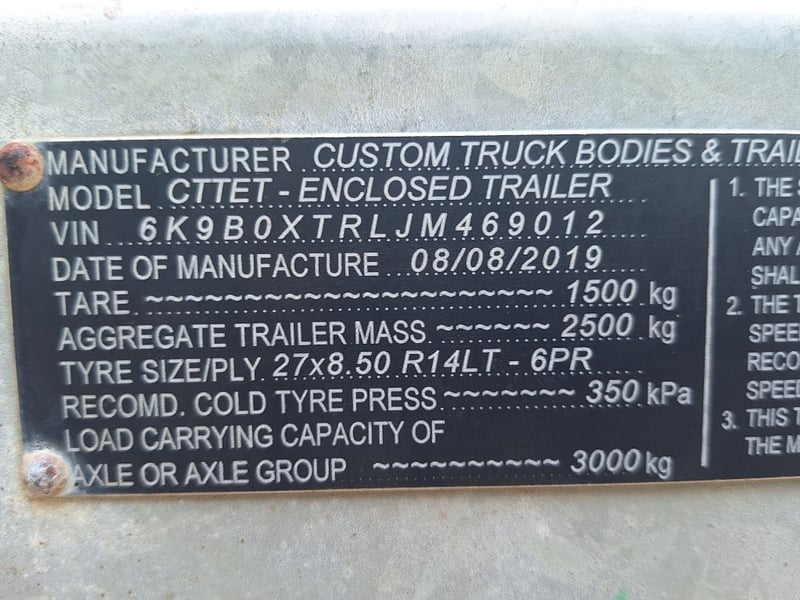 MANUFACTURER CUSTOM TRUCK BODIES & TRAIL
MODEL CTTET - ENCLOSED TRAILER
VIN 6K9B0XTRLJM469012
DATE OF MANUFACTURE 08/08/2019
TARE ~~~~~~~~~~~~~~~~~~~~~ 1500 kg
AGGREGATE TRAILER MASS ~~~~~~ 2500 kg
TYRE SIZE/PLY 27x8.50 R14LT - 6PR
RECOMD. COLD TYRE PRESS ~~~~~~~ 350 kPa
LOAD CARRYING CAPACITY OF
AXLE OR AXLE GROUP ~~~~~~~~~~ 3000 kg
1. THE S
CAPA
ANY A
SHAL
2. THE T
SPEE
RECO
SPEE
3. THIS T
THE M